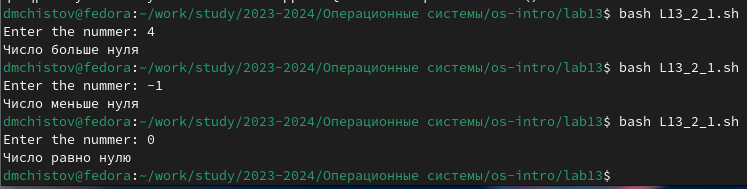 dmchistov@fedora:~/work/study/2023-2024/Операционные системы/os-intro/lab13$ bash L13_2_1.sh
Enter the nummer: 4
Число больше нуля
dmchistov@fedora:~/work/study/2023-2024/Операционные системы/os-intro/lab13$ bash L13_2_1.sh
Enter the nummer: -1
Число меньше нуля
dmchistov@fedora:~/work/study/2023-2024/Операционные системы/os-intro/lab13$ bash L13_2_1.sh
Enter the nummer: 0
Число равно нулю
dmchistov@fedora:~/work/study/2023-2024/Операционные системы/os-intro/lab13$